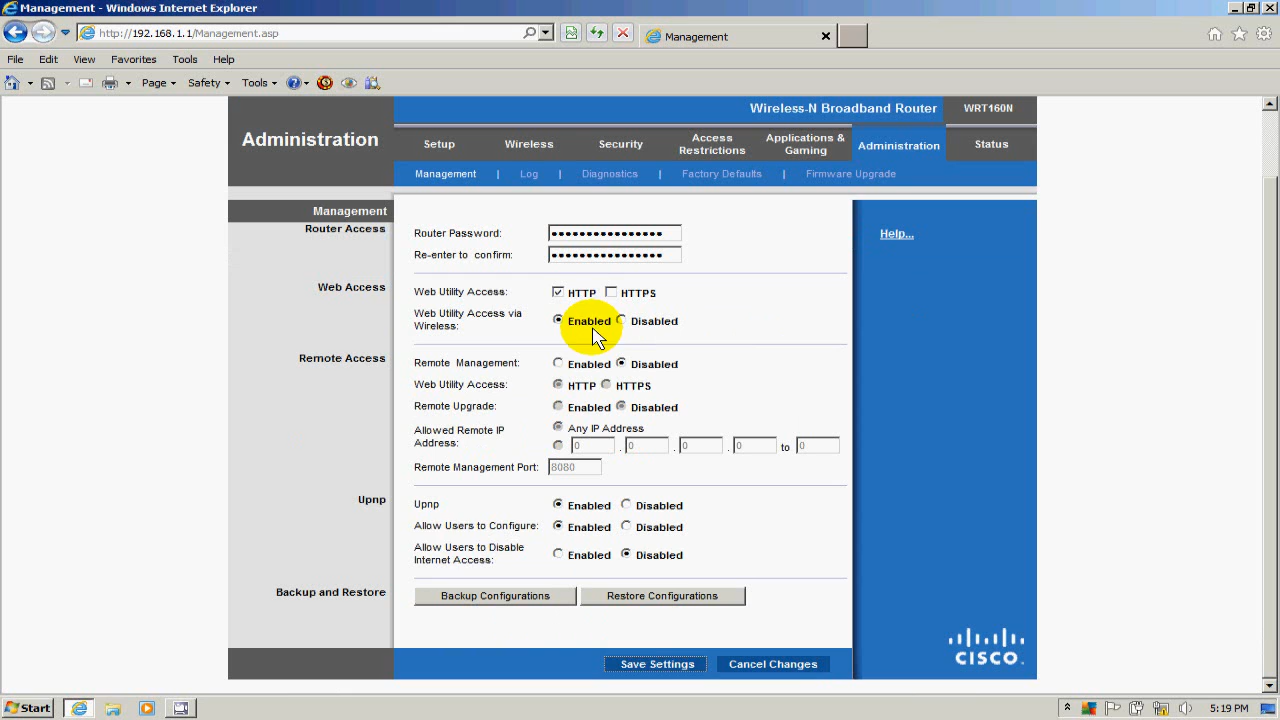 Management - Windows Internet Explorer
http://192.168.1.1/Management.asp
Management
File Edit View Favorites Tools Help
Page Safety Tools
Wireless-N Broadband Router WRT160N
Administration
Setup Wireless Security Access Restrictions Applications & Gaming Administration Status
Management | Log | Diagnostics | Factory Defaults | Firmware Upgrade
Management
Router Access
Router Password:
Re-enter to confirm:
Help...
Web Access
Web Utility Access: HTTP HTTPS
Web Utility Access via Wireless: Enabled Disabled
Remote Access
Remote Management: Enabled Disabled
Web Utility Access: HTTP HTTPS
Remote Upgrade: Enabled Disabled
Allowed Remote IP Address: Any IP Address
0 . 0 . 0 . 0 to 0
Remote Management Port: 8080
Upnp
Upnp Enabled Disabled
Allow Users to Configure: Enabled Disabled
Allow Users to Disable Internet Access: Enabled Disabled
Backup and Restore
Backup Configurations Restore Configurations
Save Settings Cancel Changes
CISCO.
Start 5:19 PM